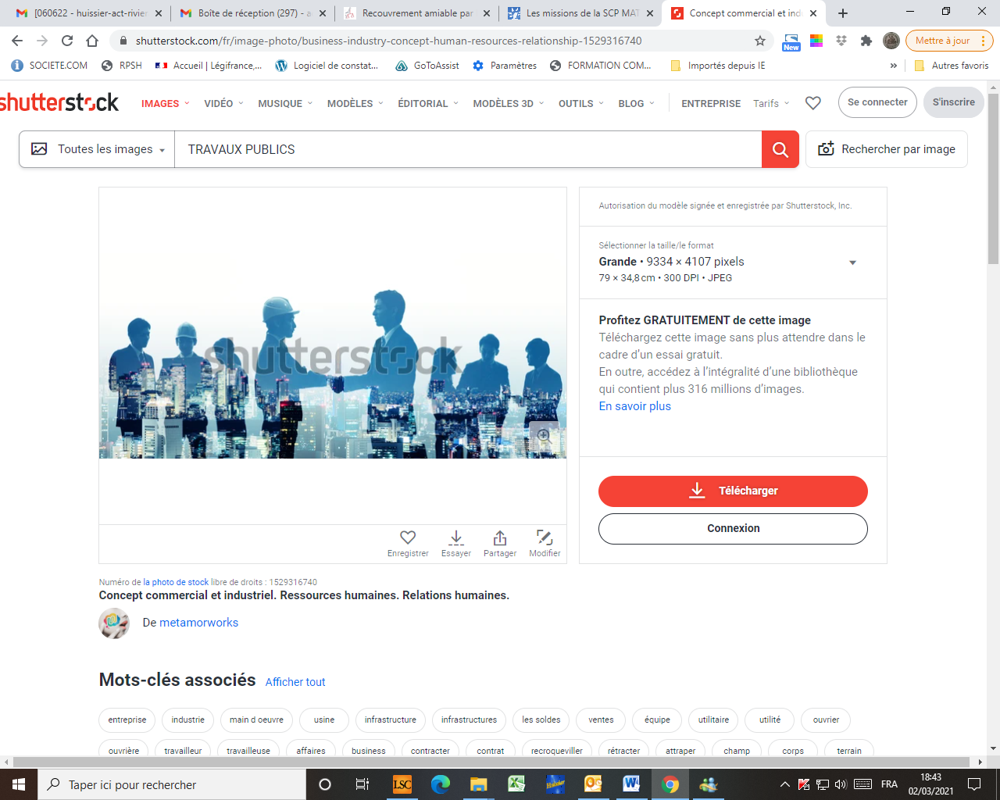 [060622 - huissier-act-rivier
Boîte de réception (297) - a
Recouvrement amiable par
Les missions de la SCP MAT
Concept commercial et indu
shutterstock.com/fr/image-photo/business-industry-concept-human-resources-relationship-1529316740
New
Mettre à jour
SOCIETE.COM
RPSH
Accueil | Légifrance,...
Logiciel de constat...
GoToAssist
Paramètres
FORMATION COM...
Importés depuis IE
»
Autres favoris
shutterstock
IMAGES
VIDÉO
MUSIQUE
MODÈLES
ÉDITORIAL
MODÈLES 3D
OUTILS
BLOG
ENTREPRISE
Tarifs
Se connecter
S'inscrire
Toutes les images
TRAVAUX PUBLICS
Rechercher par image
shutterstock
Autorisation du modèle signée et enregistrée par Shutterstock, Inc.
Sélectionner la taille/le format
Grande • 9334 × 4107 pixels
79 × 34,8 cm • 300 DPI • JPEG
Profitez GRATUITEMENT de cette image
Téléchargez cette image sans plus attendre dans le
cadre d’un essai gratuit.
En outre, accédez à l’intégralité d’une bibliothèque
qui contient plus 316 millions d’images.
En savoir plus
Télécharger
Connexion
Enregistrer
Essayer
Partager
Modifier
Numéro de la photo de stock libre de droits : 1529316740
Concept commercial et industriel. Ressources humaines. Relations humaines.
De metamorworks
Mots-clés associés
Afficher tout
entreprise
industrie
main d oeuvre
usine
infrastructure
infrastructures
les soldes
ventes
équipe
utilitaire
utilité
ouvrier
ouvrière
travailleur
travailleuse
affaires
business
contracter
contrat
recroqueviller
rétracter
attraper
champ
corps
terrain
Taper ici pour rechercher
LSC
FRA
18:43
02/03/2021